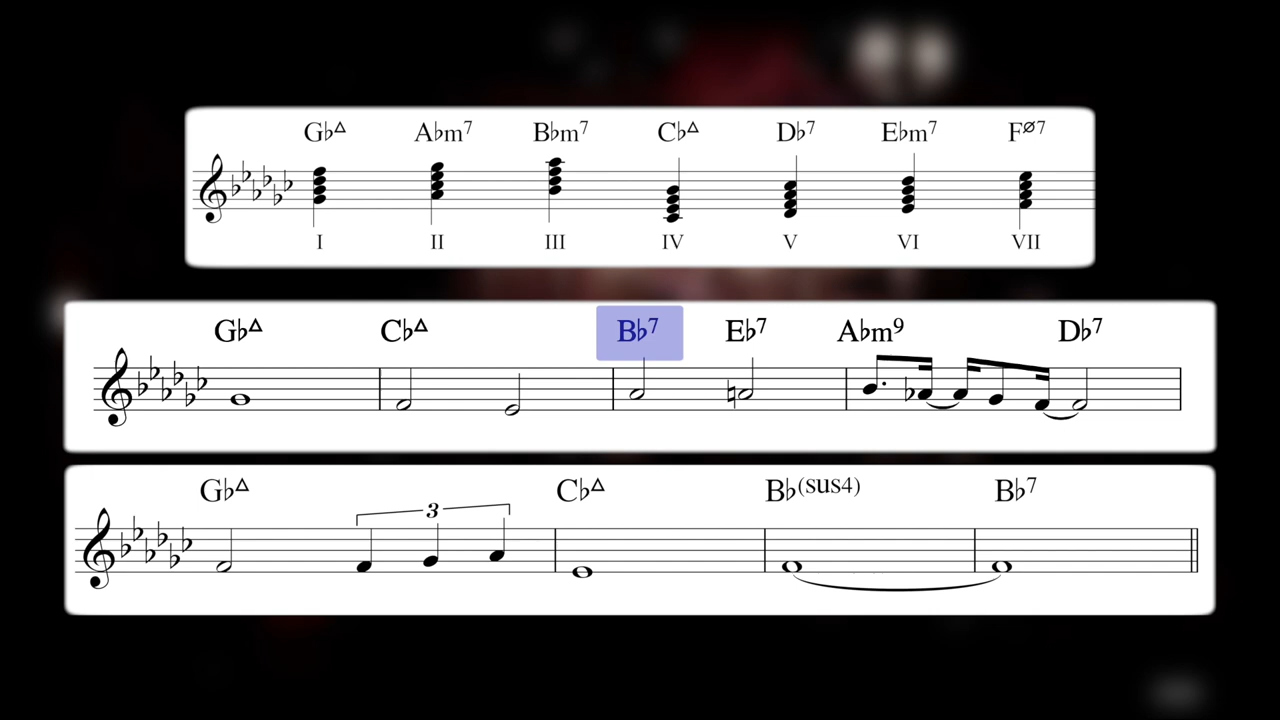 G♭△ A♭m7 B♭m7 C♭△ D♭7 E♭m7 Fø7
I II III IV V VI VII
G♭△ C♭△ B♭7 E♭7 A♭m9 D♭7
G♭△ C♭△ B♭(sus4) B♭7
3